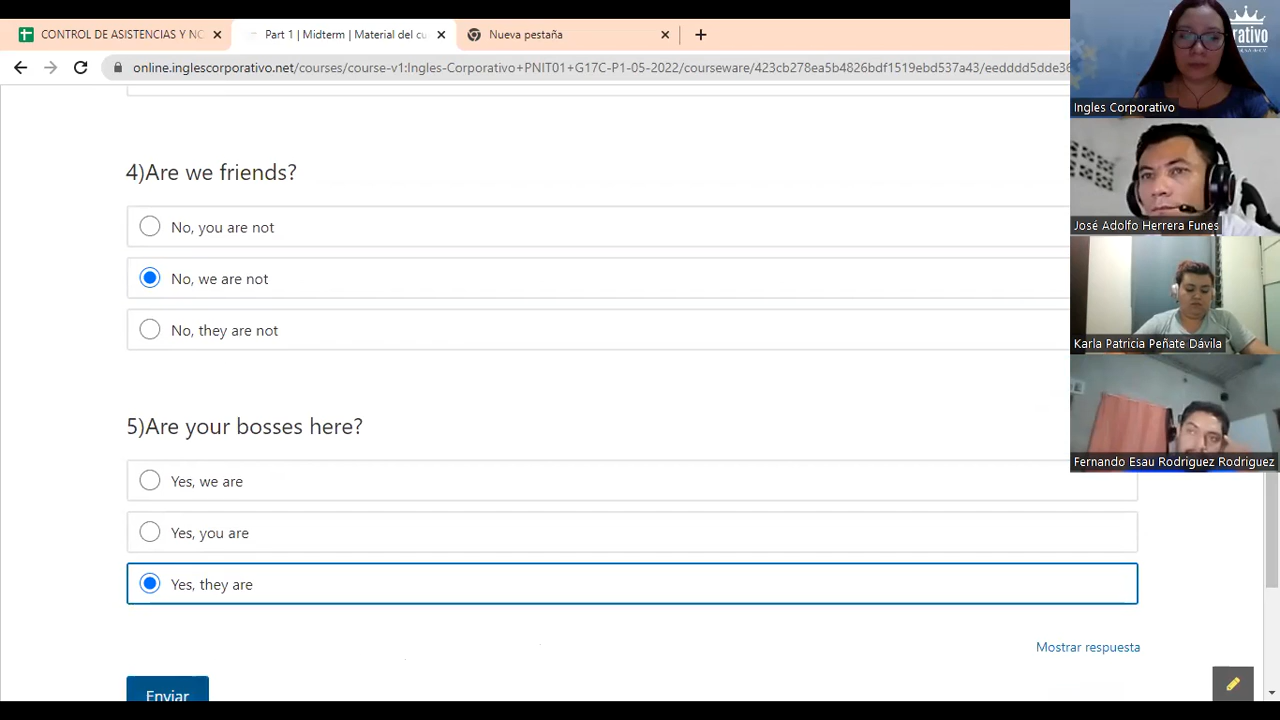 CONTROL DE ASISTENCIAS Y NO
Part 1 | Midterm | Material del cu
Nueva pestaña
online.inglescorporativo.net/courses/course-v1:Ingles-Corporativo+PNIT01+G17C-P1-05-2022/courseware/423cb278ea5b4826bdf1519ebd537a43/eedddd5dde36
4)Are we friends?
No, you are not
No, we are not
No, they are not
5)Are your bosses here?
Yes, we are
Yes, you are
Yes, they are
Mostrar respuesta
Enviar
Ingles Corporativo
José Adolfo Herrera Funes
Karla Patricia Peñate Dávila
Fernando Esau Rodriguez Rodriguez